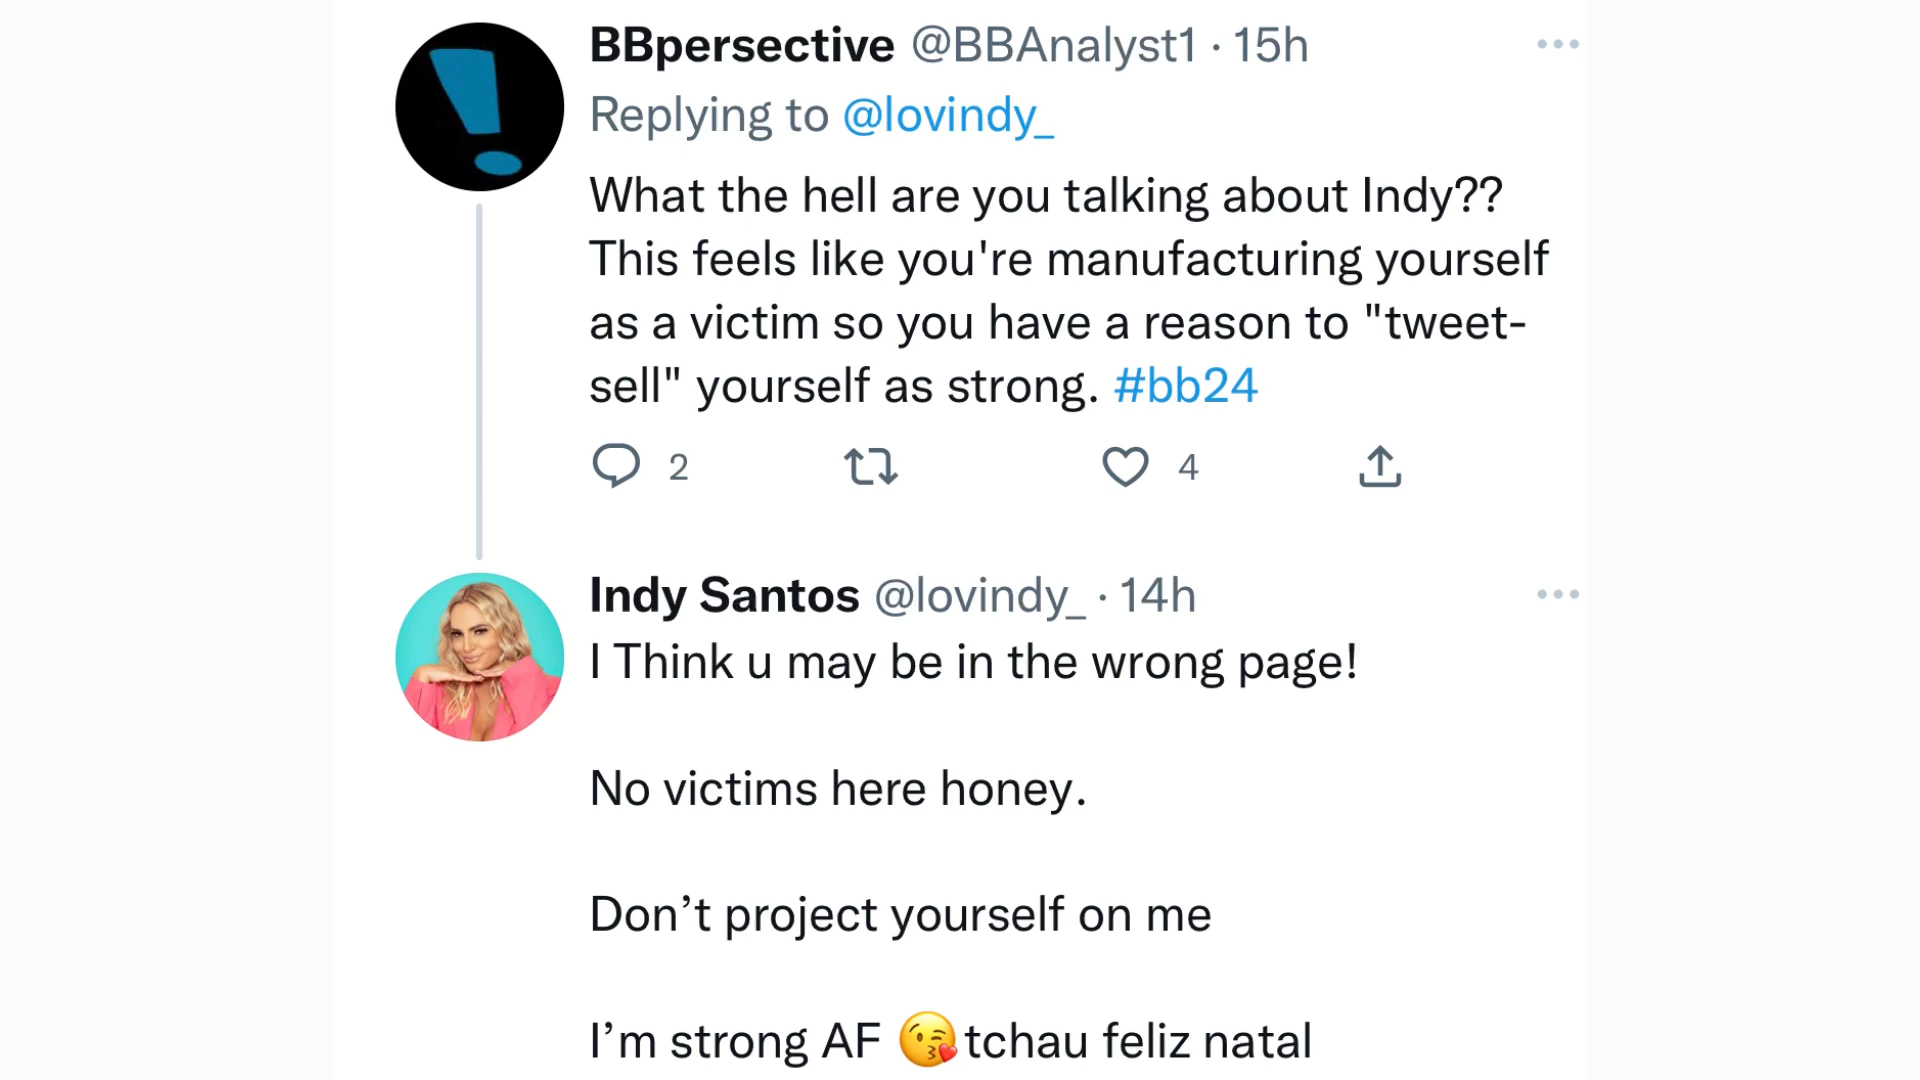 BBpersective @BBAnalyst1 · 15h
Replying to @lovindy_
What the hell are you talking about Indy??
This feels like you're manufacturing yourself
as a victim so you have a reason to "tweet-
sell" yourself as strong. #bb24
2 4
Indy Santos @lovindy_ · 14h
I Think u may be in the wrong page!
No victims here honey.
Don’t project yourself on me
I’m strong AF 😘tchau feliz natal